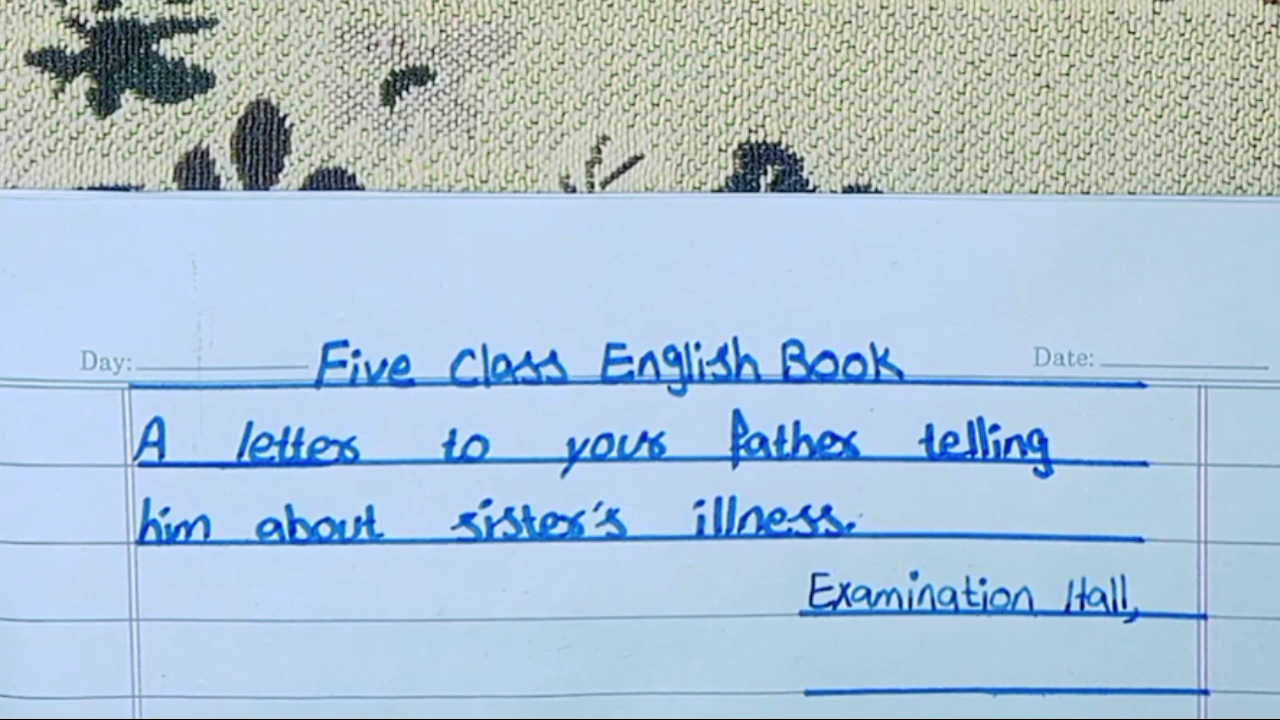 Day: Five Class English Book Date:
A letter to your father telling
him about sister's illness.
Examination Hall,